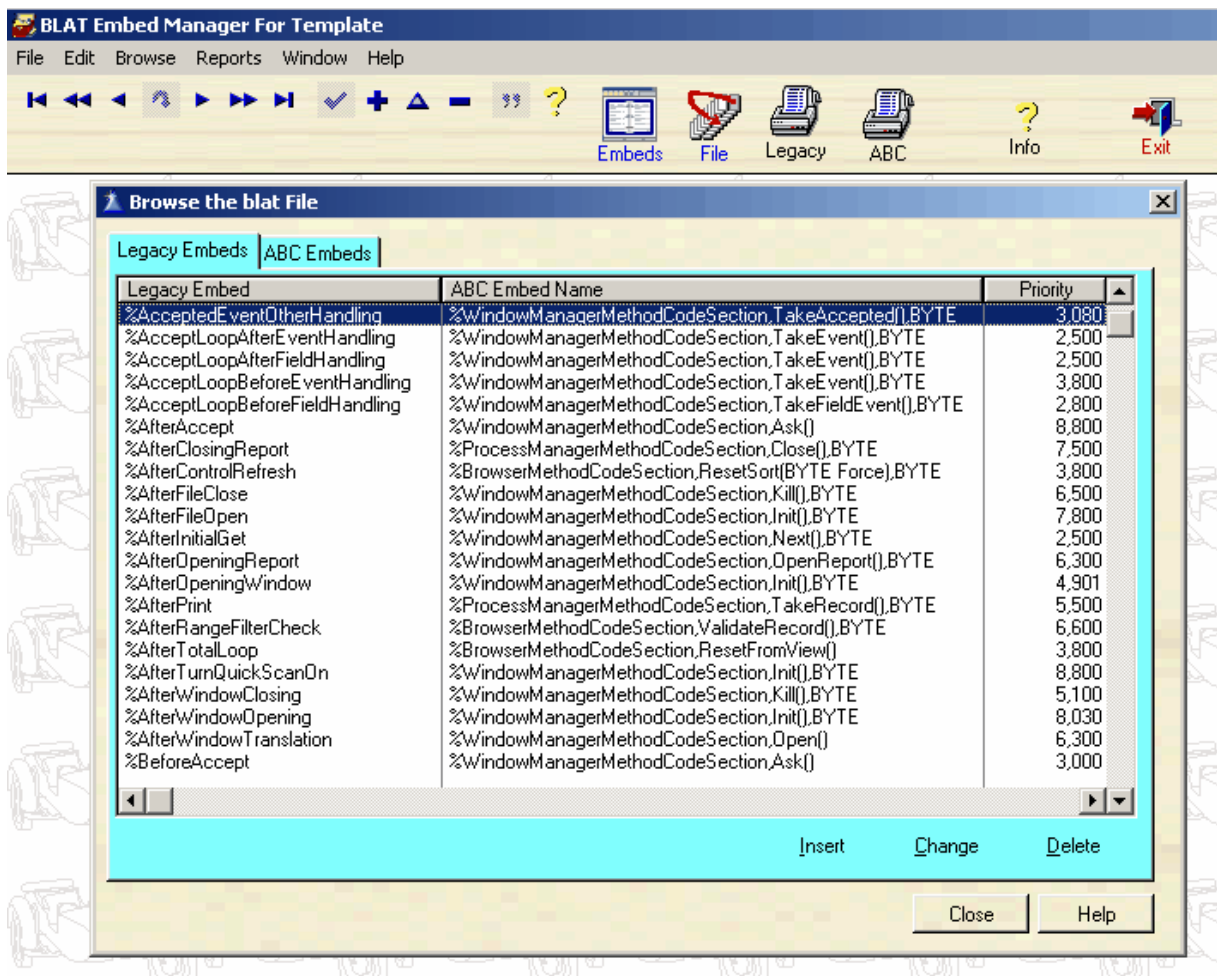 BLAT Embed Manager For Template
File Edit Browse Reports Window Help
Embeds File Legacy ABC Info Exit
Browse the blat File
Legacy Embeds ABC Embeds
Legacy Embed ABC Embed Name Priority
%AcceptedEventOtherHandling %WindowManagerMethodCodeSection,TakeAccepted(),BYTE 3,080
%AcceptLoopAfterEventHandling %WindowManagerMethodCodeSection,TakeEvent(),BYTE 2,500
%AcceptLoopAfterFieldHandling %WindowManagerMethodCodeSection,TakeEvent(),BYTE 2,500
%AcceptLoopBeforeEventHandling %WindowManagerMethodCodeSection,TakeEvent(),BYTE 3,800
%AcceptLoopBeforeFieldHandling %WindowManagerMethodCodeSection,TakeFieldEvent(),BYTE 2,800
%AfterAccept %WindowManagerMethodCodeSection,Ask() 8,800
%AfterClosingReport %ProcessManagerMethodCodeSection,Close(),BYTE 7,500
%AfterControlRefresh %BrowserMethodCodeSection,ResetSort(BYTE Force),BYTE 3,800
%AfterFileClose %WindowManagerMethodCodeSection,Kill(),BYTE 6,500
%AfterFileOpen %WindowManagerMethodCodeSection,Init(),BYTE 7,800
%AfterInitialGet %WindowManagerMethodCodeSection,Next(),BYTE 2,500
%AfterOpeningReport %WindowManagerMethodCodeSection,OpenReport(),BYTE 6,300
%AfterOpeningWindow %WindowManagerMethodCodeSection,Init(),BYTE 4,901
%AfterPrint %ProcessManagerMethodCodeSection,TakeRecord(),BYTE 5,500
%AfterRangeFilterCheck %BrowserMethodCodeSection,ValidateRecord(),BYTE 6,600
%AfterTotalLoop %BrowserMethodCodeSection,ResetFromView() 3,800
%AfterTurnQuickScanOn %WindowManagerMethodCodeSection,Init(),BYTE 8,800
%AfterWindowClosing %WindowManagerMethodCodeSection,Kill(),BYTE 5,100
%AfterWindowOpening %WindowManagerMethodCodeSection,Init(),BYTE 8,030
%AfterWindowTranslation %WindowManagerMethodCodeSection,Open() 6,300
%BeforeAccept %WindowManagerMethodCodeSection,Ask() 3,000
Insert Change Delete
Close Help